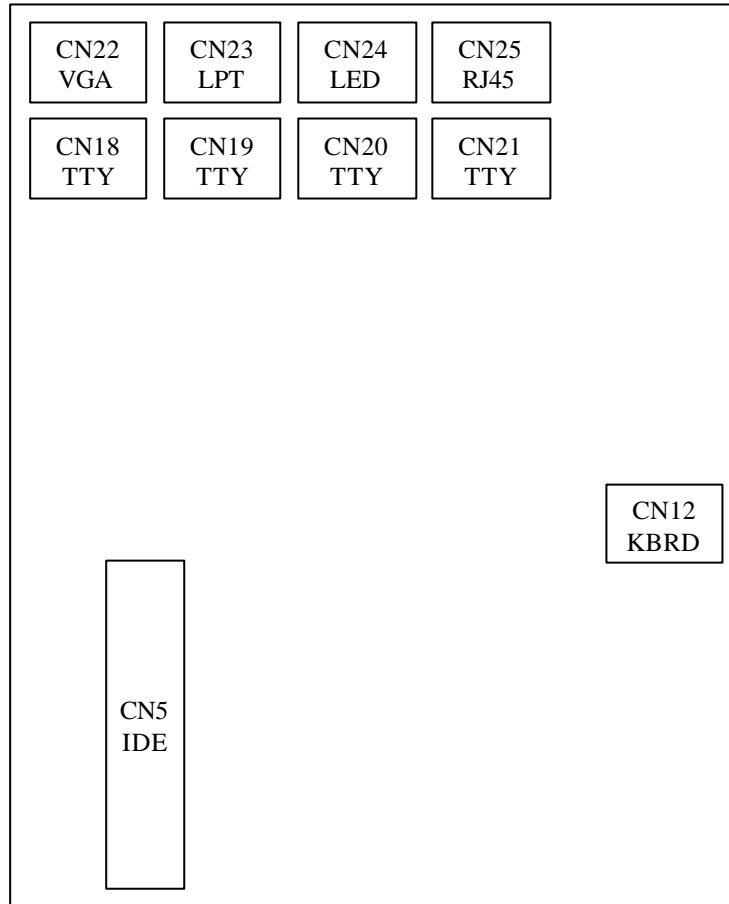 CN22
VGA
CN23
LPT
CN24
LED
CN25
RJ45
CN18
TTY
CN19
TTY
CN20
TTY
CN21
TTY
CN12
KBRD
CN5
IDE